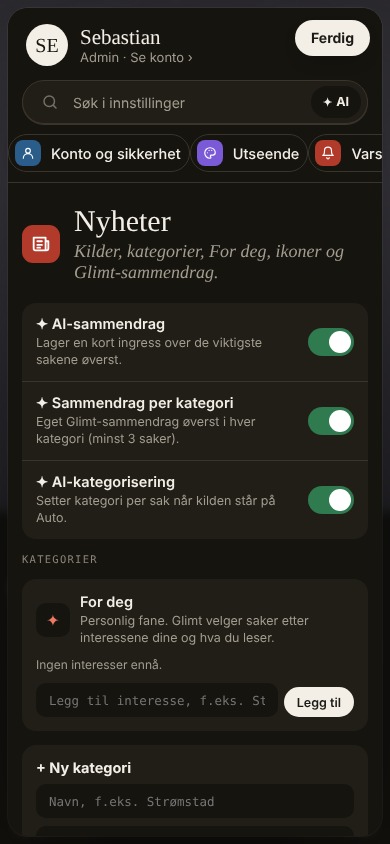 SE
Sebastian
Admin · Se konto ›
Ferdig
Søk i innstillinger
✦ AI
Konto og sikkerhet
Utseende
Vars
Nyheter
Kilder, kategorier, For deg, ikoner og
Glimt-sammendrag.
✦ AI-sammendrag
Lager en kort ingress over de viktigste
sakene øverst.
✦ Sammendrag per kategori
Eget Glimt-sammendrag øverst i hver
kategori (minst 3 saker).
✦ AI-kategorisering
Setter kategori per sak når kilden står på
Auto.
KATEGORIER
✦
For deg
Personlig fane. Glimt velger saker etter
interessene dine og hva du leser.
Ingen interesser ennå.
Legg til interesse, f.eks. St
Legg til
+ Ny kategori
Navn, f.eks. Strømstad